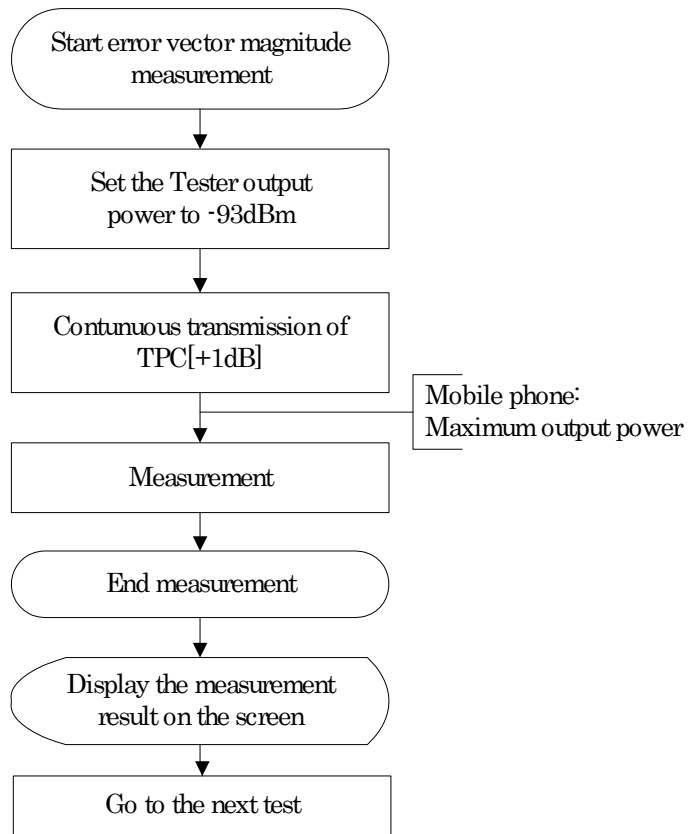 Start error vector magnitude
measurement
Set the Tester output
power to -93dBm
Contunuous transmission of
TPC[+1dB]
Mobile phone:
Maximum output power
Measurement
End measurement
Display the measurement
result on the screen
Go to the next test